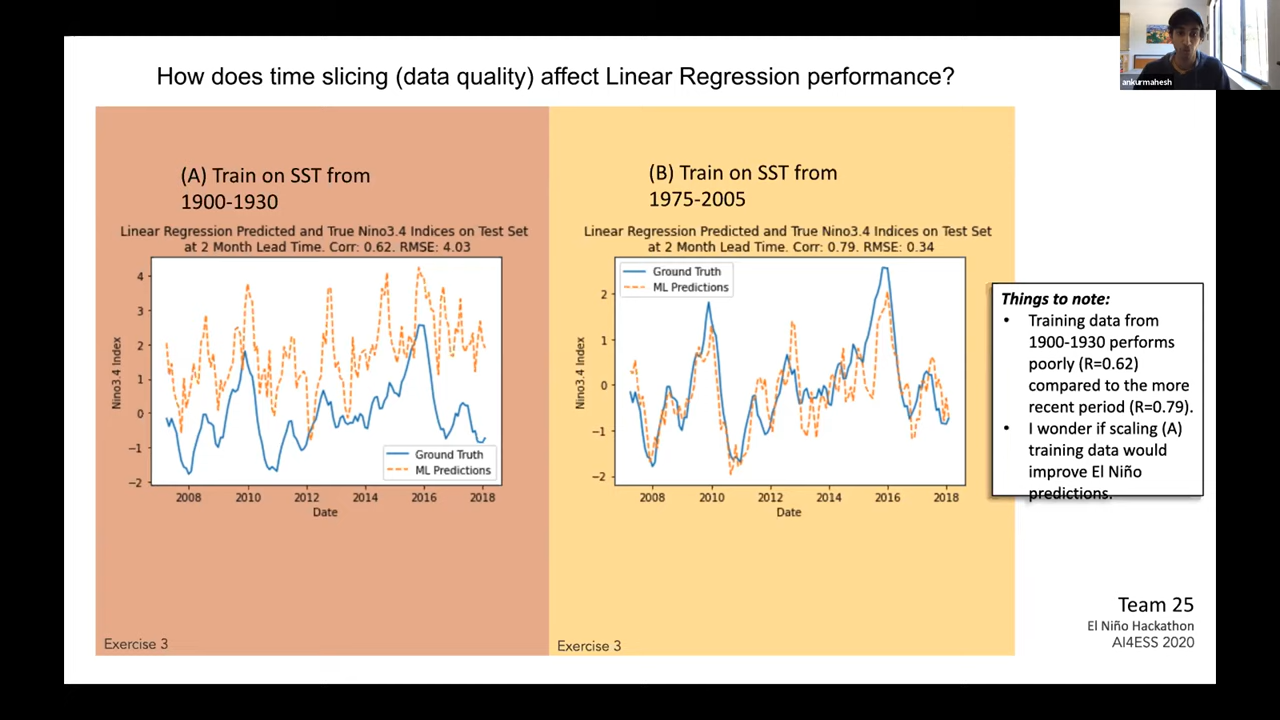 How does time slicing (data quality) affect Linear Regression performance?
ankurmahesh
(A) Train on SST from
1900-1930
Linear Regression Predicted and True Nino3.4 Indices on Test Set
at 2 Month Lead Time. Corr: 0.62. RMSE: 4.03
Nino3.4 Index
4
3
2
1
0
−1
−2
Ground Truth
ML Predictions
2008 2010 2012 2014 2016 2018
Date
Exercise 3
(B) Train on SST from
1975-2005
Linear Regression Predicted and True Nino3.4 Indices on Test Set
at 2 Month Lead Time. Corr: 0.79. RMSE: 0.34
Ground Truth
ML Predictions
Nino3.4 Index
2
1
0
−1
−2
2008 2010 2012 2014 2016 2018
Date
Exercise 3
Things to note:
• Training data from
1900-1930 performs
poorly (R=0.62)
compared to the more
recent period (R=0.79).
• I wonder if scaling (A)
training data would
improve El Niño
predictions.
Team 25
El Niño Hackathon
AI4ESS 2020